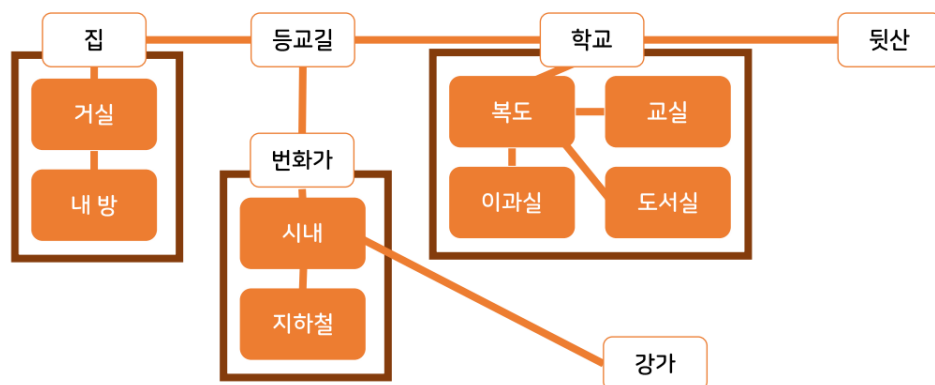 집
등교길
학교
뒷산
거실
복도
교실
번화가
내 방
이과실
도서실
시내
지하철
강가